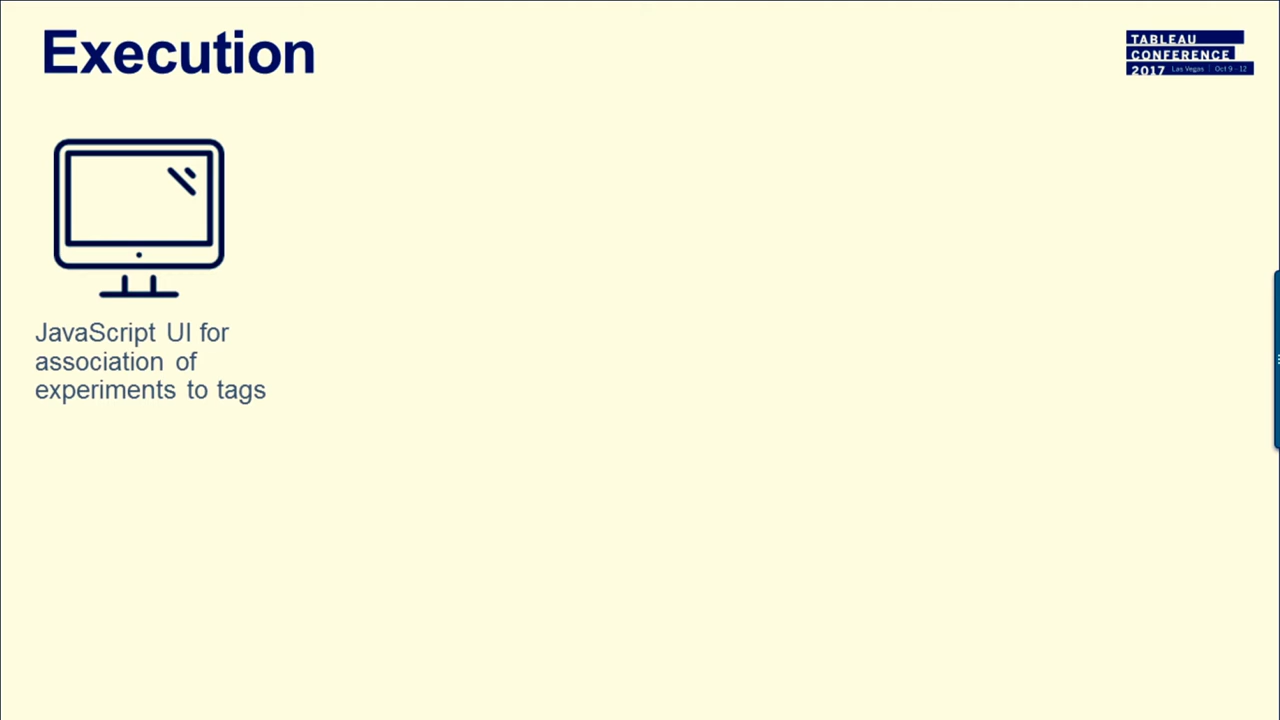 Execution
TABLEAU
CONFERENCE
2017 Las Vegas | Oct 9 - 12
JavaScript UI for
association of
experiments to tags